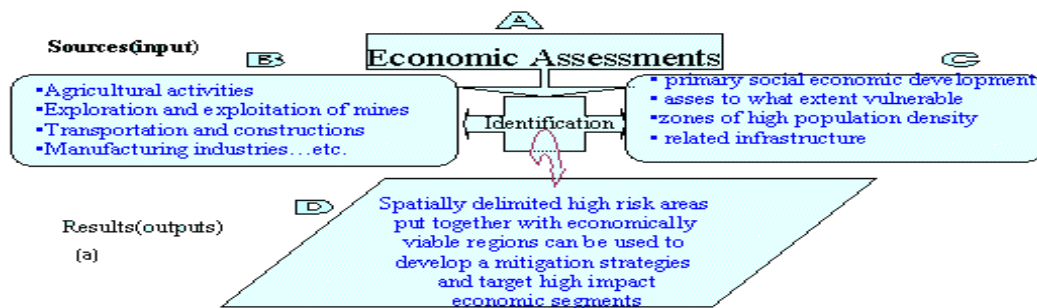 A
Economic Assessments
Sources(input)
B
▪Agricultural activities
▪Exploration and exploitation of mines
▪Transportation and constructions
▪Manufacturing industries...etc.
Identification
C
▪ primary social economic development
▪ asses to what extent vulnerable
▪zones of high population density
▪ related infrastructure
D
Results(outputs)
(a)
Spatially delimited high risk areas
put together with economically
viable regions can be used to
develop a mitigation strategies
and target high impact
economic segments